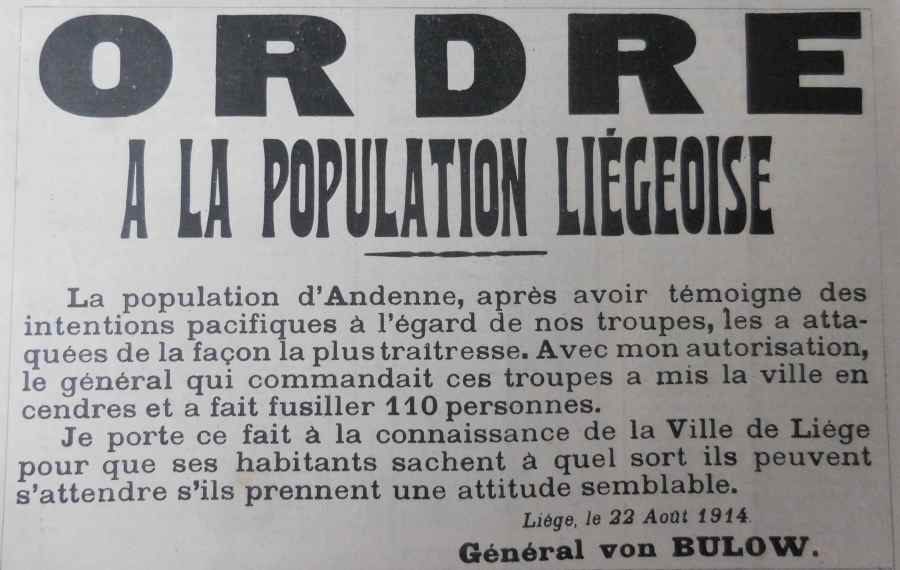 ORDRE
A LA POPULATION LIÉGEOISE
La population d'Andenne, après avoir témoigné des
intentions pacifiques à l'égard de nos troupes, les a atta-
quées de la façon la plus traîtresse. Avec mon autorisation,
le général qui commandait ces troupes a mis la ville en
cendres et a fait fusiller 110 personnes.
Je porte ce fait à la connaissance de la Ville de Liége
pour que ses habitants sachent à quel sort ils peuvent
s'attendre s'ils prennent une attitude semblable.
Liége, le 22 Août 1914.
Général von BULOW.